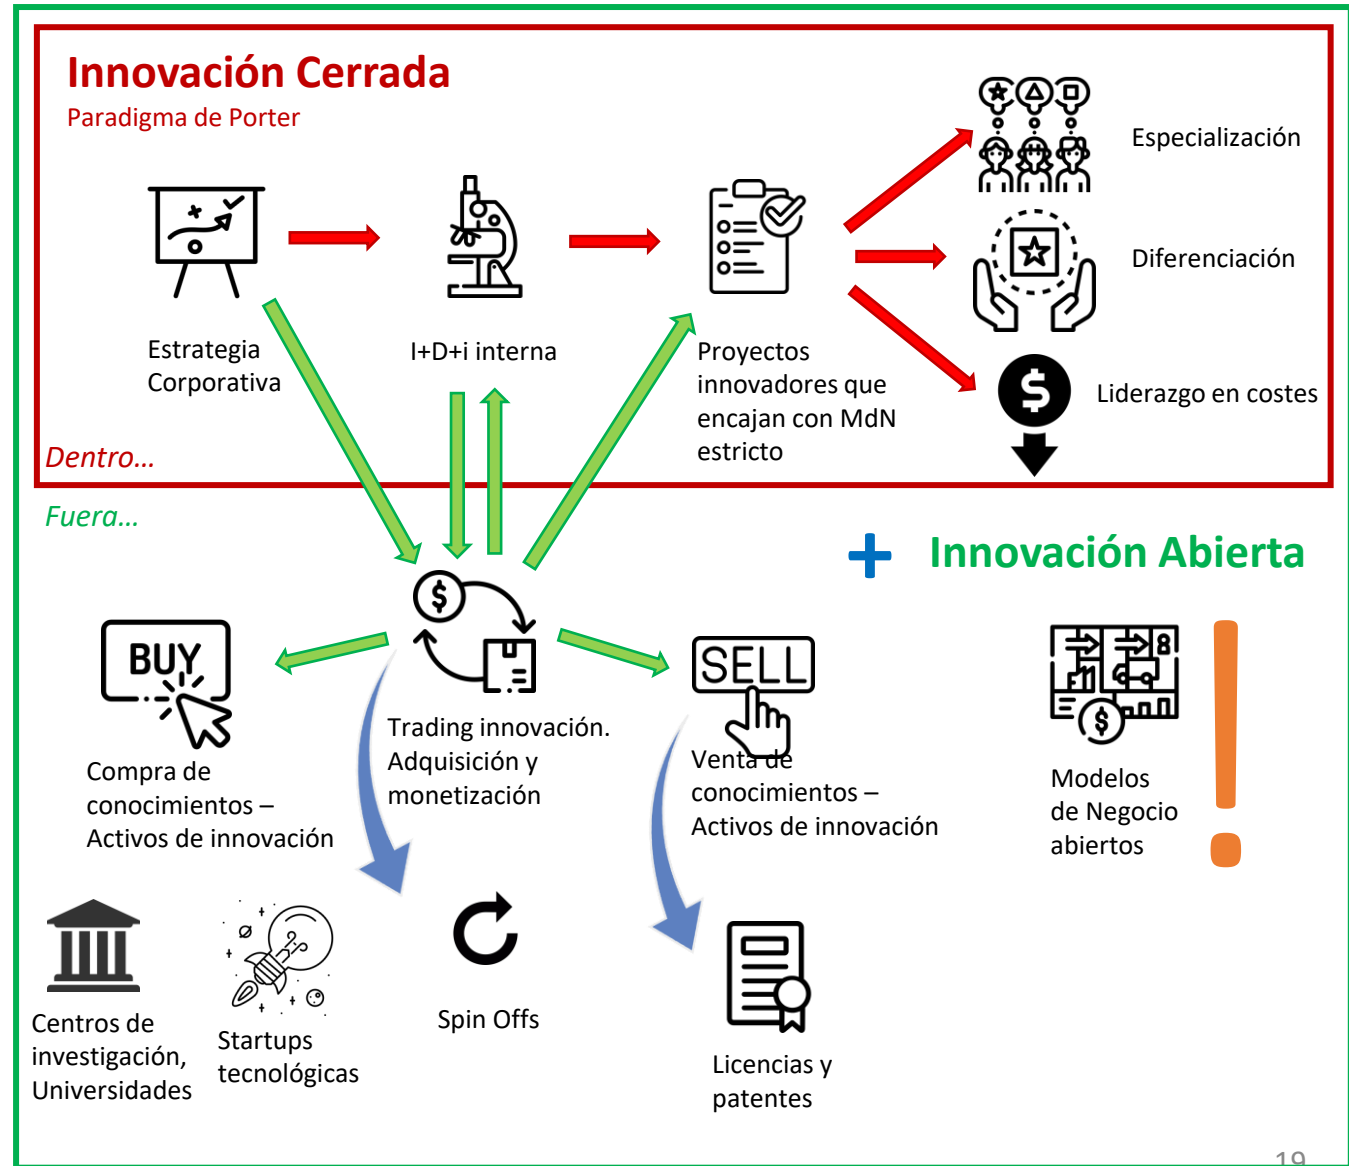 Innovación Cerrada
Paradigma de Porter
Especialización
Diferenciación
Estrategia
Corporativa
I+D+i interna
Proyectos
innovadores que
encajan con MdN
estricto
$
Liderazgo en costes
Dentro...
Fuera...
+ Innovación Abierta
$
BUY
SELL
8
$
!
Trading innovación.
Adquisición y
monetización
Compra de
conocimientos –
Activos de innovación
Venta de
conocimientos –
Activos de innovación
Modelos
de Negocio
abiertos
Centros de
investigación,
Universidades
Startups
tecnológicas
Spin Offs
Licencias y
patentes
19